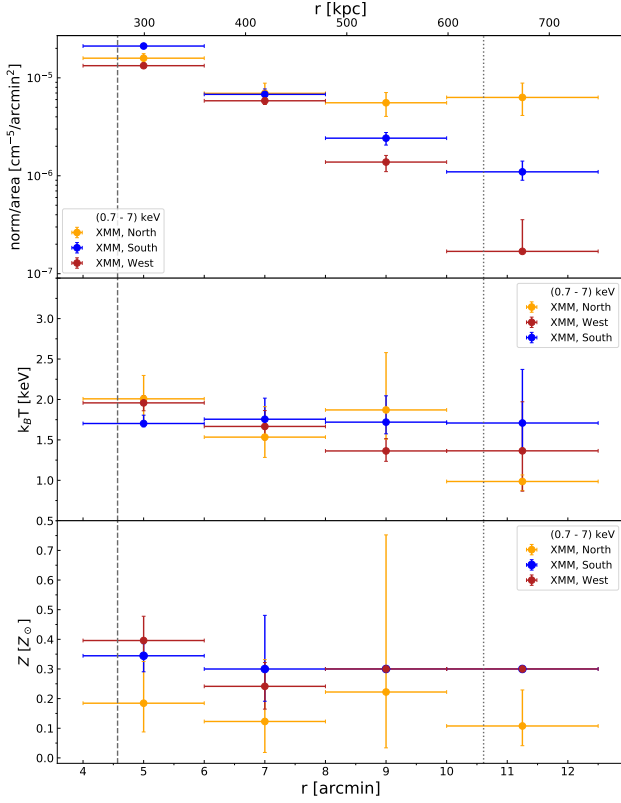 r [kpc]
300 400 500 600 700
norm/area [cm⁻⁵/arcmin²]
10⁻⁵
10⁻⁶
10⁻⁷
(0.7 - 7) keV
XMM, North
XMM, South
XMM, West
k_BT [keV]
3.0
2.5
2.0
1.5
1.0
0.5
(0.7 - 7) keV
XMM, North
XMM, West
XMM, South
Z [Z_⊙]
0.7
0.6
0.5
0.4
0.3
0.2
0.1
0.0
(0.7 - 7) keV
XMM, North
XMM, South
XMM, West
4 5 6 7 8 9 10 11 12
r [arcmin]